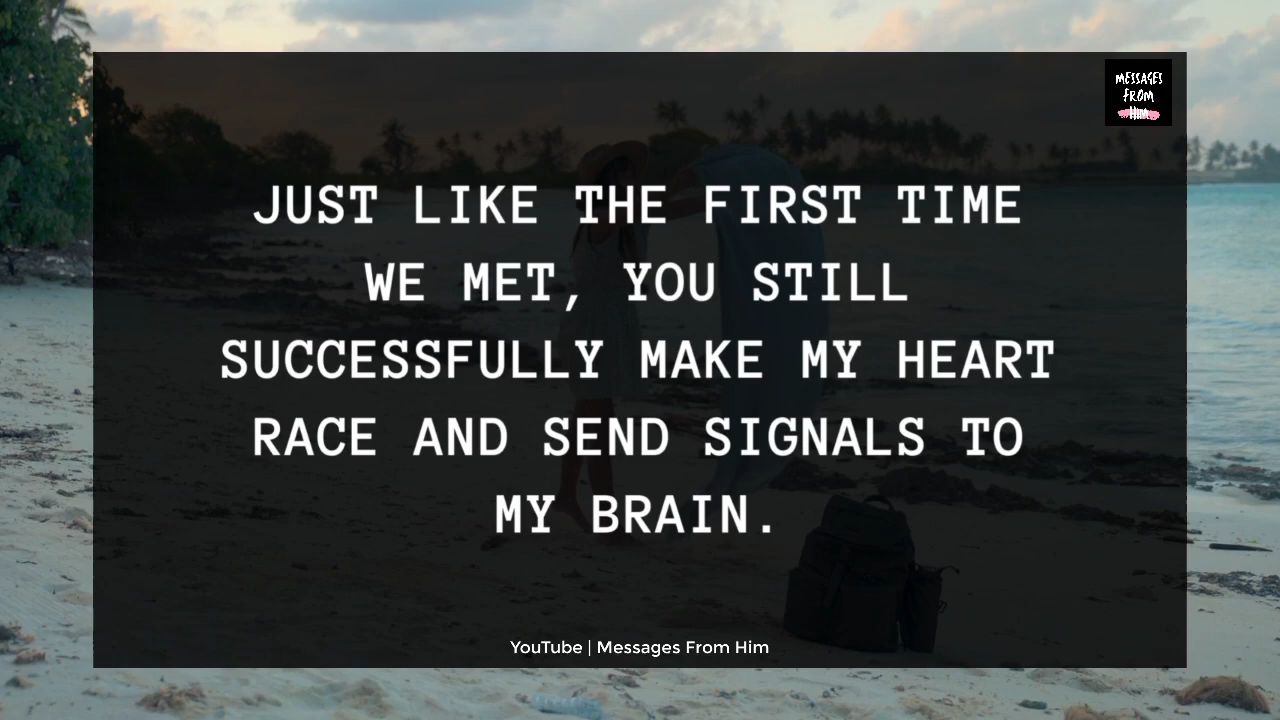 MESSAGES
FROM
Him
JUST LIKE THE FIRST TIME
WE MET, YOU STILL
SUCCESSFULLY MAKE MY HEART
RACE AND SEND SIGNALS TO
MY BRAIN.
YouTube | Messages From Him